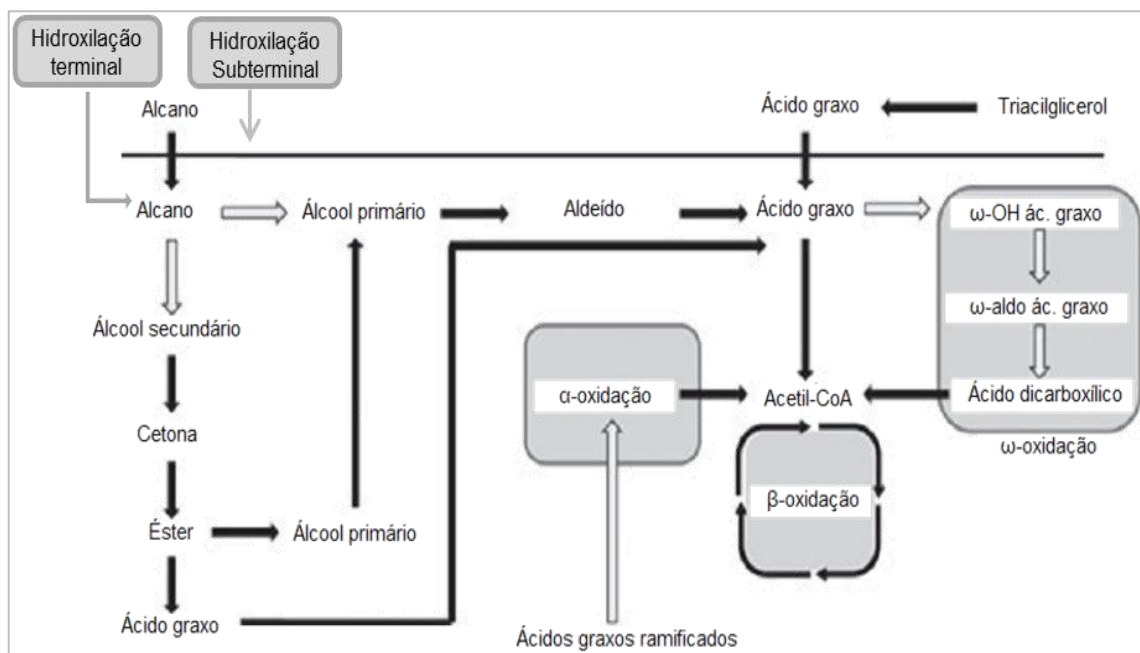 Hidroxilação
terminal
Hidroxilação
Subterminal
Alcano
Ácido graxo
Triacilglicerol
Alcano
Álcool primário
Aldeído
Ácido graxo
ω-OH ác. graxo
Álcool secundário
ω-aldo ác. graxo
α-oxidação
Acetil-CoA
Ácido dicarboxílico
Cetona
ω-oxidação
β-oxidação
Éster
Álcool primário
Ácido graxo
Ácidos graxos ramificados